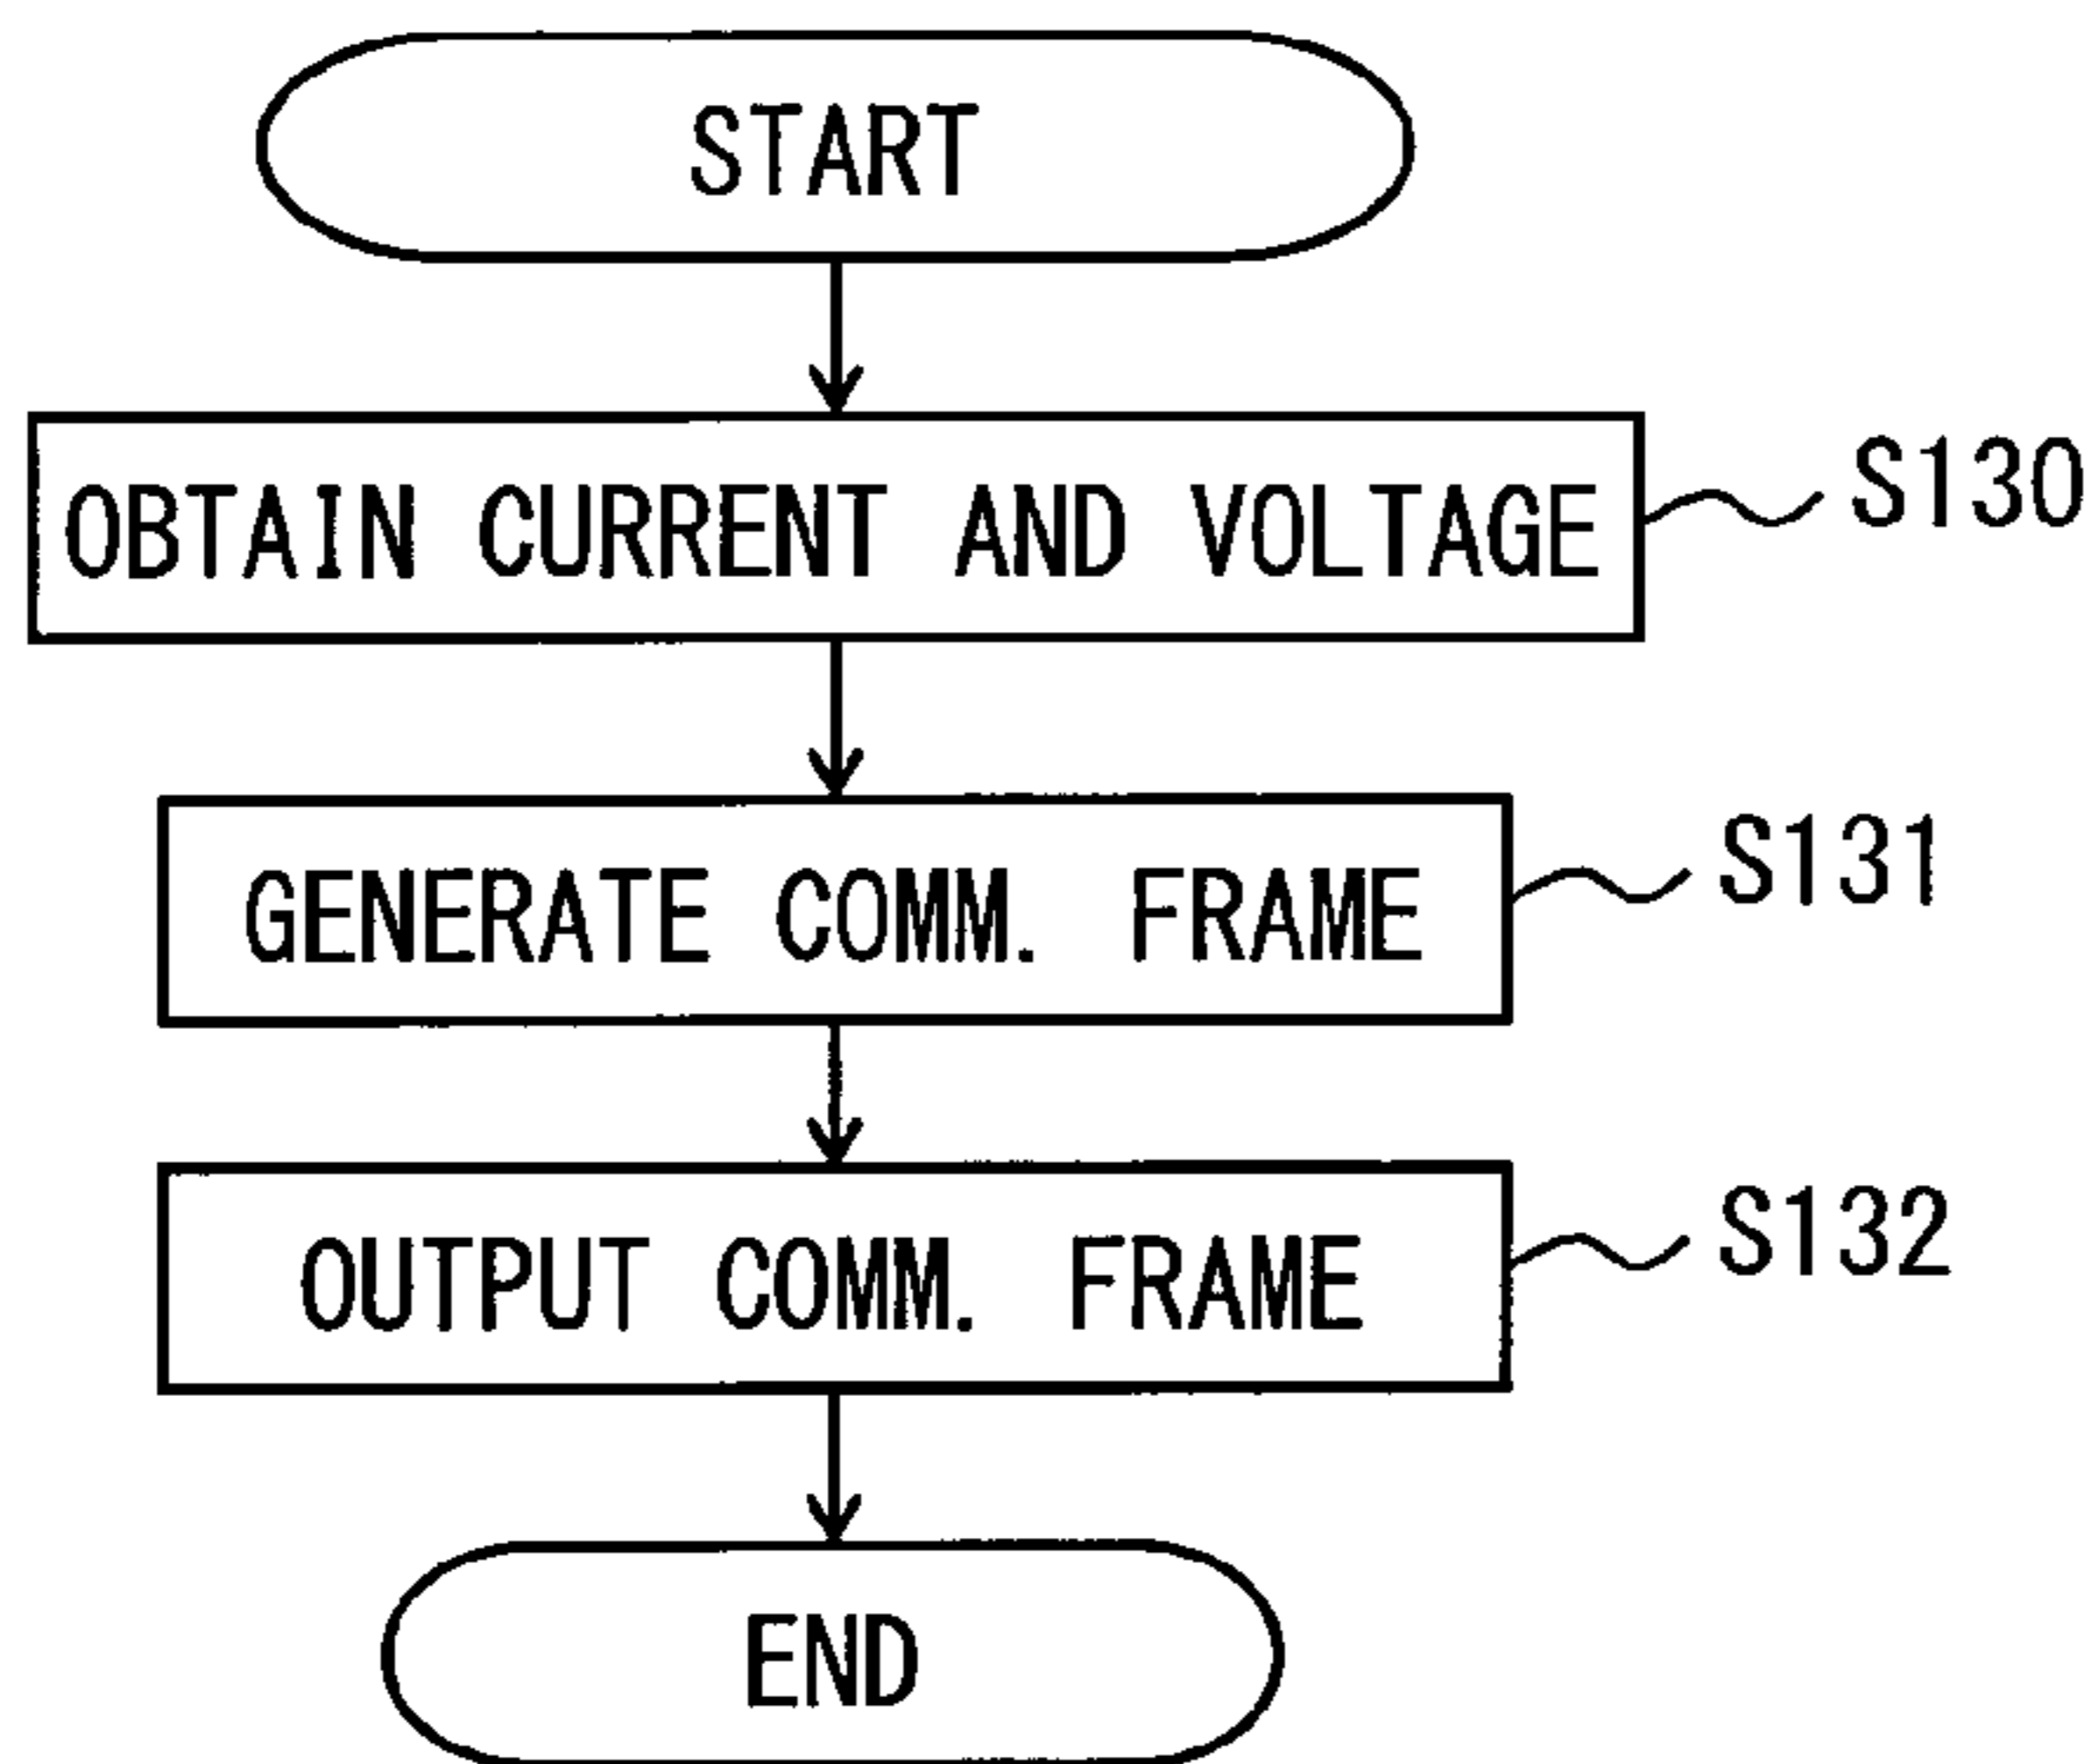 START
OBTAIN CURRENT AND VOLTAGE
S130
GENERATE COMM. FRAME
S131
OUTPUT COMM. FRAME
S132
END